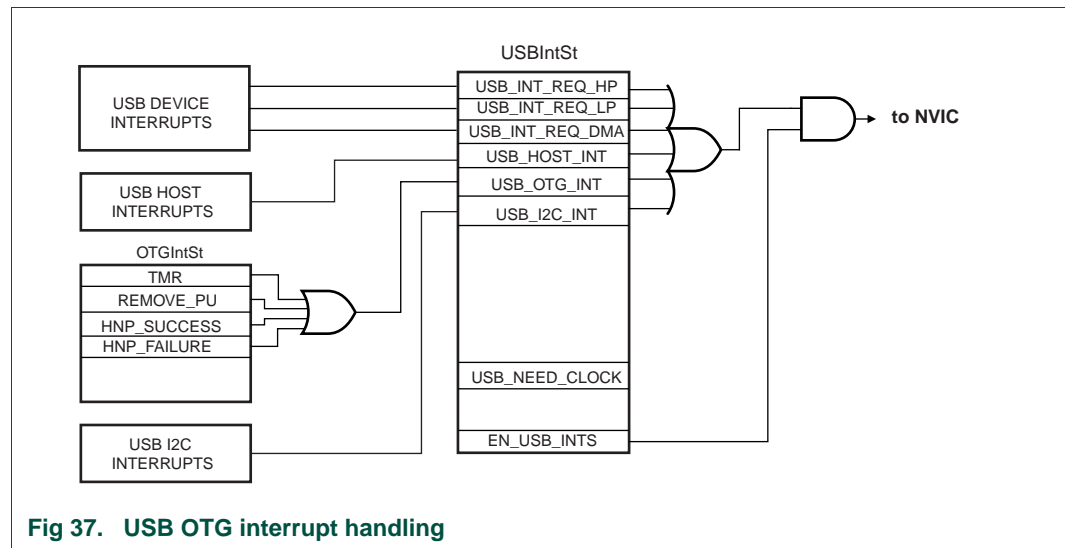 USBIntSt
USB DEVICE
INTERRUPTS
USB_INT_REQ_HP
USB_INT_REQ_LP
USB_INT_REQ_DMA
USB_HOST_INT
USB_OTG_INT
USB_I2C_INT
to NVIC
USB HOST
INTERRUPTS
OTGIntSt
TMR
REMOVE_PU
HNP_SUCCESS
HNP_FAILURE
USB_NEED_CLOCK
EN_USB_INTS
USB I2C
INTERRUPTS
Fig 37. USB OTG interrupt handling